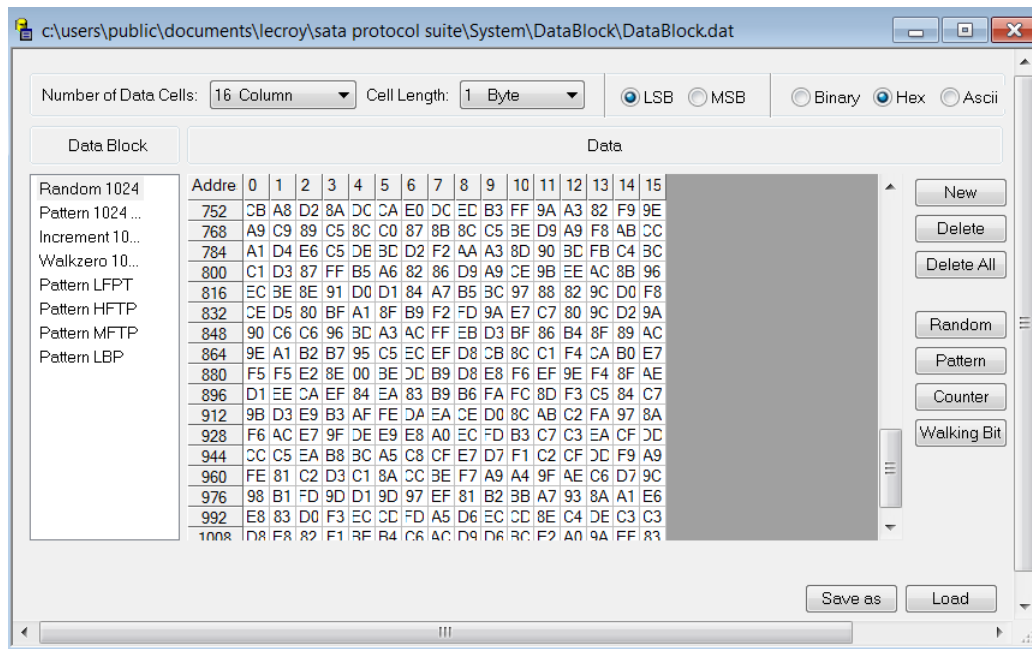 c:\users\public\documents\lecroy\sata protocol suite\System\DataBlock\DataBlock.dat
Number of Data Cells: 16 Column Cell Length: 1 Byte LSB MSB Binary Hex Ascii
Data Block Data
Random 1024
Pattern 1024 ...
Increment 10...
Walkzero 10...
Pattern LFPT
Pattern HFTP
Pattern MFTP
Pattern LBP
Addre 0 1 2 3 4 5 6 7 8 9 10 11 12 13 14 15
752 CB A8 D2 8A DC CA E0 DC ED B3 FF 9A A3 82 F9 9E
768 A9 C9 89 C5 8C C0 87 8B 8C C5 BE D9 A9 F8 AB CC
784 A1 D4 E6 C5 DE BD D2 F2 AA A3 8D 90 BD FB C4 BC
800 C1 D3 87 FF B5 A6 82 86 D9 A9 CE 9B EE AC 8B 96
816 EC BE 8E 91 D0 D1 84 A7 B5 BC 97 88 82 9C D0 F8
832 CE D5 80 BF A1 8F B9 F2 FD 9A E7 C7 80 9C D2 9A
848 90 C6 C6 96 BD A3 AC FF EB D3 BF 86 B4 8F 89 AC
864 9E A1 B2 B7 95 C5 EC EF D8 CB 8C C1 F4 CA B0 E7
880 F5 F5 E2 8E 00 BE DD B9 D8 E8 F6 EF 9E F4 8F AE
896 D1 EE CA EF 84 EA 83 B9 B6 FA FC 8D F3 C5 84 C7
912 9B D3 E9 B3 AF FE DA EA CE D0 8C AB C2 FA 97 8A
928 F6 AC E7 9F DE E9 E8 A0 EC FD B3 C7 C3 EA CF DD
944 CC C5 EA B8 BC A5 C8 CF E7 D7 F1 C2 CF DD F9 A9
960 FE 81 C2 D3 C1 8A CC BE F7 A9 A4 9F AE C6 D7 9C
976 98 B1 FD 9D D1 9D 97 EF 81 B2 BB A7 93 8A A1 E6
992 E8 83 D0 F3 EC CD FD A5 D6 EC CD 8E C4 DE C3 C3
1008
New
Delete
Delete All
Random
Pattern
Counter
Walking Bit
Save as Load